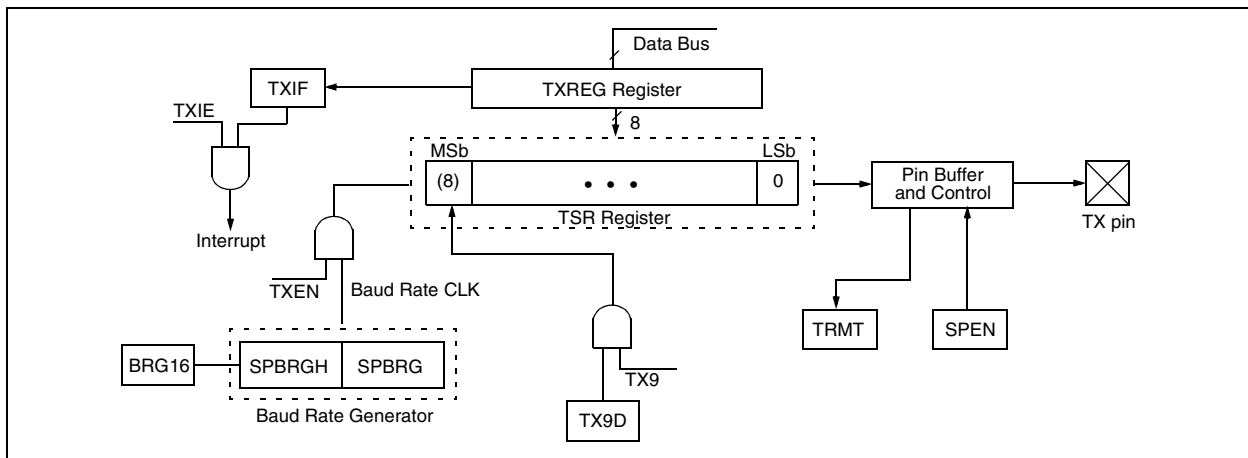 Data Bus
TXIF
TXREG Register
TXIE
8
MSb
LSb
(8)
• • •
0
Pin Buffer
and Control
TSR Register
TX pin
Interrupt
TXEN
Baud Rate CLK
TRMT
SPEN
BRG16
SPBRGH
SPBRG
TX9
Baud Rate Generator
TX9D